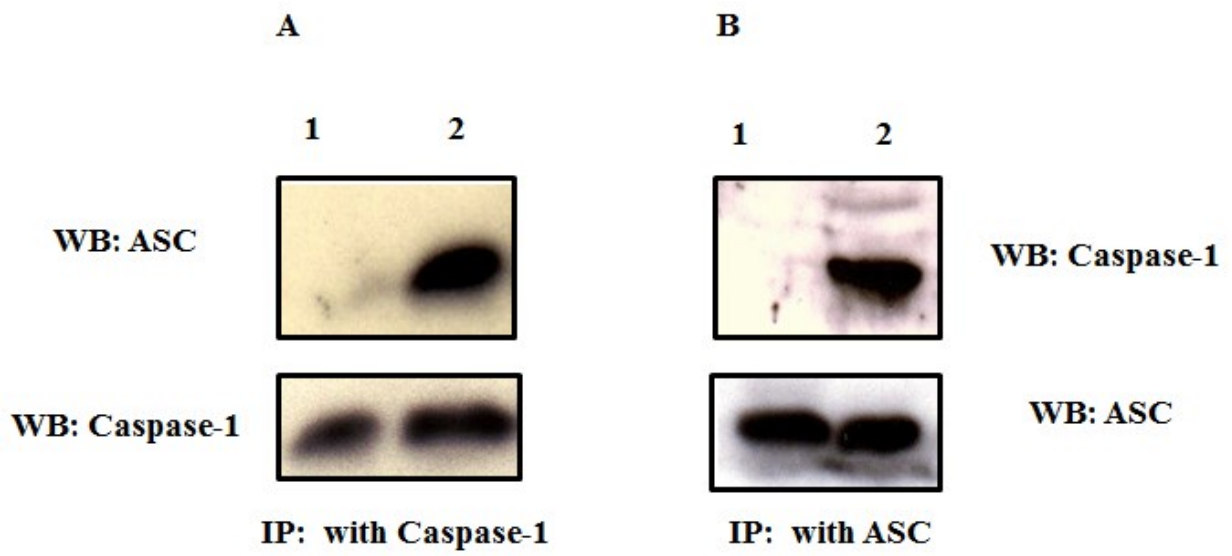 A
B
1
2
1
2
WB: ASC
WB: Caspase-1
WB: Caspase-1
WB: ASC
IP: with Caspase-1
IP: with ASC